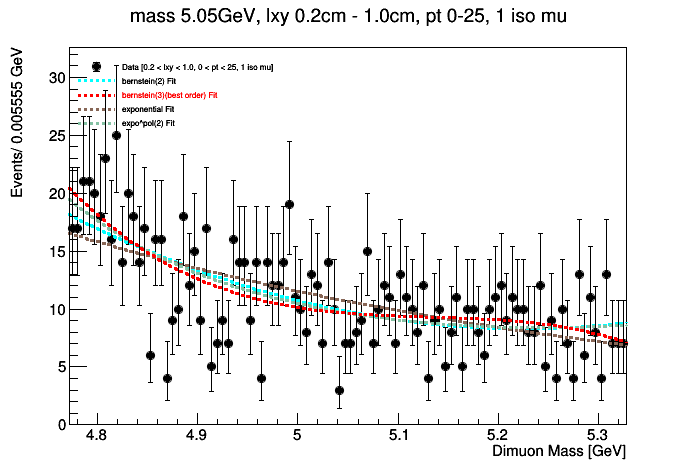 mass 5.05GeV, lxy 0.2cm - 1.0cm, pt 0-25, 1 iso mu
Events/ 0.005555 GeV
Data [0.2 < lxy < 1.0, 0 < pt < 25, 1 iso mu]
bernstein(2) Fit
bernstein(3)(best order) Fit
exponential Fit
expo*pol(2) Fit
30
25
20
15
10
5
0
4.8 4.9 5 5.1 5.2 5.3
Dimuon Mass [GeV]